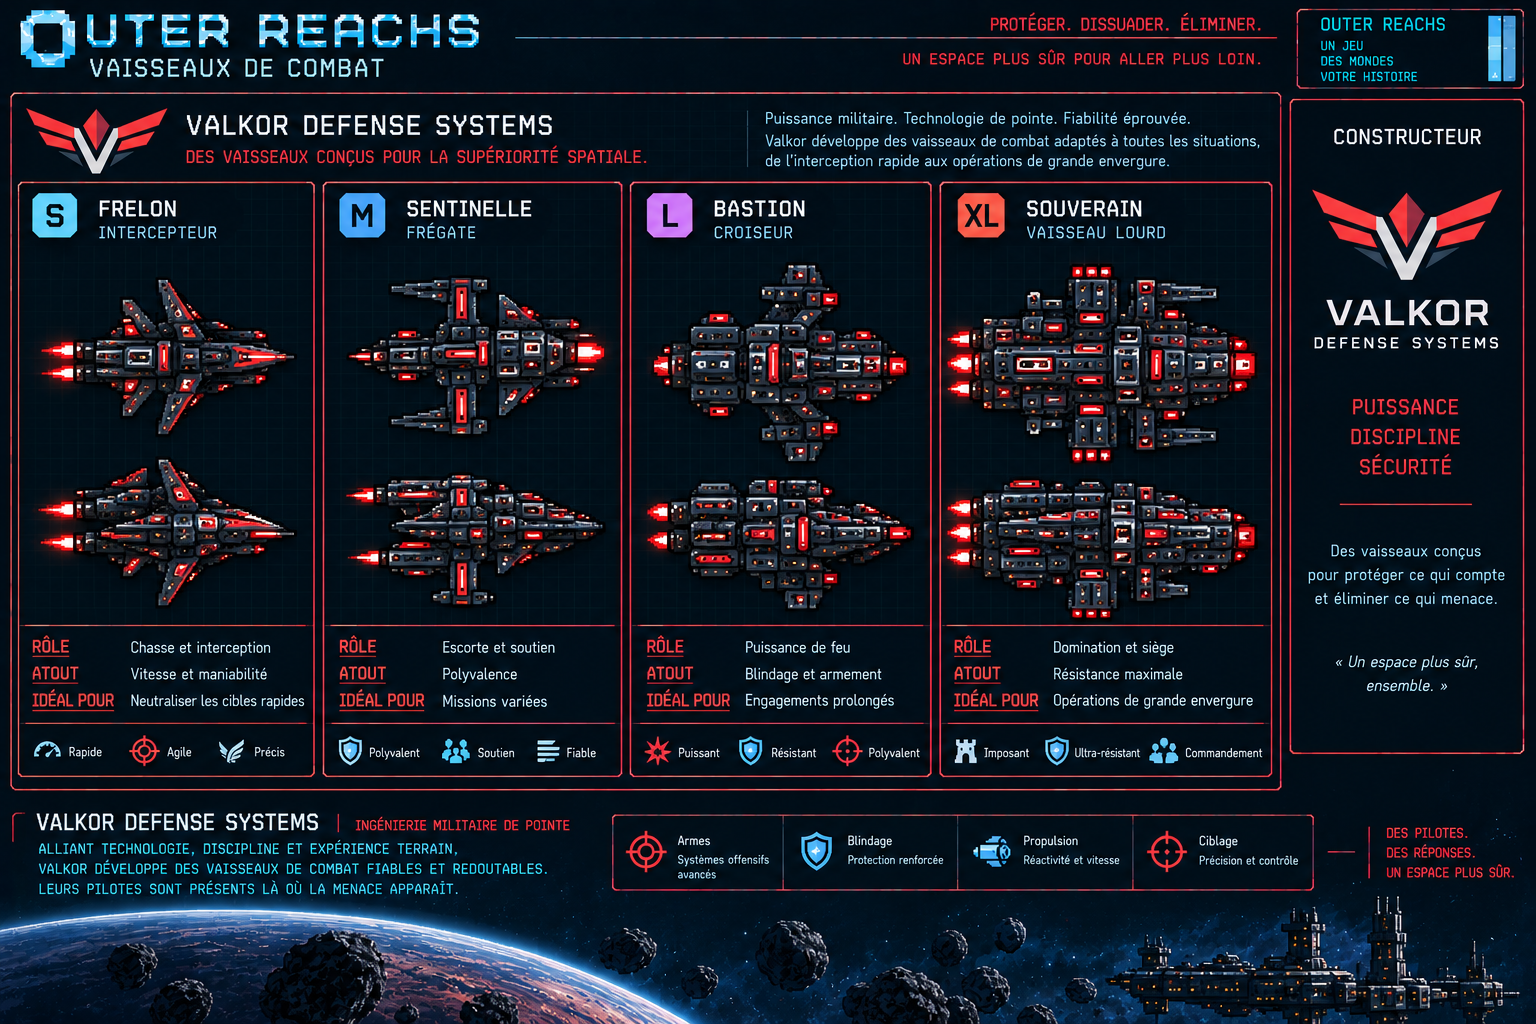 OUTER REACHS
VAISSEAUX DE COMBAT
PROTÉGER. DISSUADER. ÉLIMINER.
UN ESPACE PLUS SÛR POUR ALLER PLUS LOIN.
OUTER REACHS
UN JEU
DES MONDES
VOTRE HISTOIRE
VALKOR DEFENSE SYSTEMS
DES VAISSEAUX CONÇUS POUR LA SUPÉRIORITÉ SPATIALE.
Puissance militaire. Technologie de pointe. Fiabilité éprouvée.
Valkor développe des vaisseaux de combat adaptés à toutes les situations,
de l'interception rapide aux opérations de grande envergure.
S
FRELON
INTERCEPTEUR
RÔLE Chasse et interception
ATOUT Vitesse et maniabilité
IDÉAL POUR Neutraliser les cibles rapides
Rapide Agile Précis
M
SENTINELLE
FRÉGATE
RÔLE Escorte et soutien
ATOUT Polyvalence
IDÉAL POUR Missions variées
Polyvalent Soutien Fiable
L
BASTION
CROISEUR
RÔLE Puissance de feu
ATOUT Blindage et armement
IDÉAL POUR Engagements prolongés
Puissant Résistant Polyvalent
XL
SOUVERAIN
VAISSEAU LOURD
RÔLE Domination et siège
ATOUT Résistance maximale
IDÉAL POUR Opérations de grande envergure
Imposant Ultra-résistant Commandement
CONSTRUCTEUR
VALKOR
DEFENSE SYSTEMS
PUISSANCE
DISCIPLINE
SÉCURITÉ
Des vaisseaux conçus
pour protéger ce qui compte
et éliminer ce qui menace.
« Un espace plus sûr,
ensemble. »
VALKOR DEFENSE SYSTEMS | INGÉNIERIE MILITAIRE DE POINTE
ALLIANT TECHNOLOGIE, DISCIPLINE ET EXPÉRIENCE TERRAIN,
VALKOR DÉVELOPPE DES VAISSEAUX DE COMBAT FIABLES ET REDOUTABLES.
LEURS PILOTES SONT PRÉSENTS LÀ OÙ LA MENACE APPARAÎT.
Armes
Systèmes offensifs
avancés
Blindage
Protection renforcée
Propulsion
Réactivité et vitesse
Ciblage
Précision et contrôle
DES PILOTES.
DES RÉPONSES.
UN ESPACE PLUS SÛR.